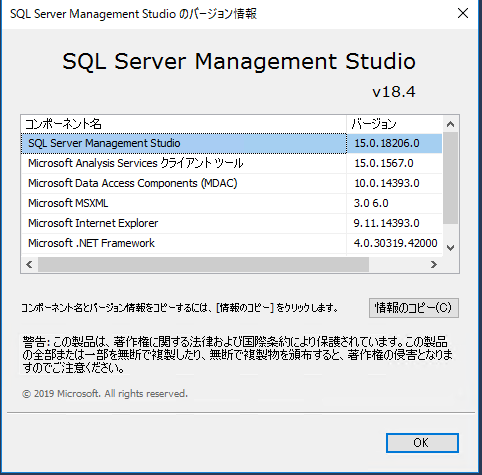 SQL Server Management Studio のバージョン情報
SQL Server Management Studio
v18.4
コンポーネント名 バージョン
SQL Server Management Studio 15.0.18206.0
Microsoft Analysis Services クライアント ツール 15.0.1567.0
Microsoft Data Access Components (MDAC) 10.0.14393.0
Microsoft MSXML 3.0 6.0
Microsoft Internet Explorer 9.11.14393.0
Microsoft .NET Framework 4.0.30319.42000
コンポーネント名とバージョン情報をコピーするには、[情報のコピー] をクリックします。 情報のコピー(C)
警告: この製品は、著作権に関する法律および国際条約により保護されています。この製品
の全部または一部を無断で複製したり、無断で複製物を頒布すると、著作権の侵害となりま
すのでご注意ください。
© 2019 Microsoft. All rights reserved.
OK